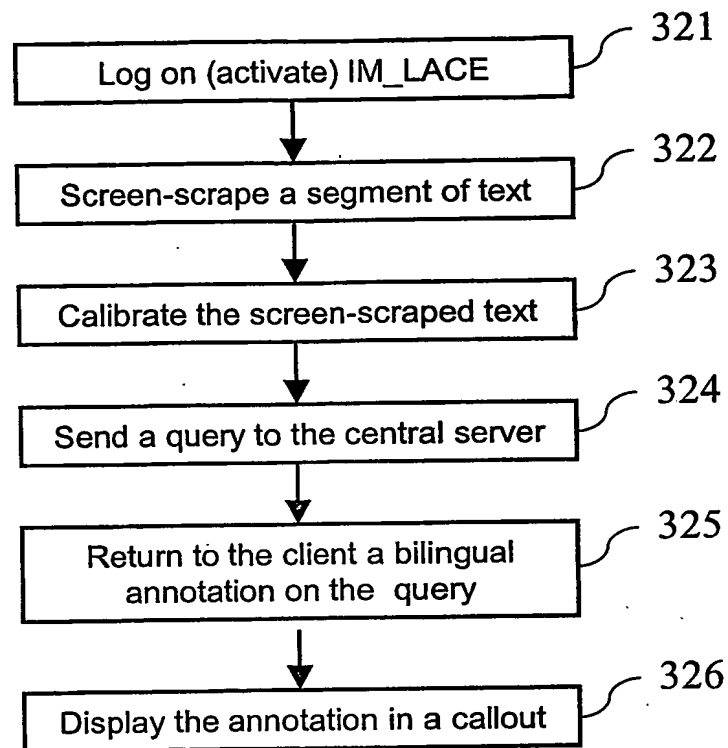 321
Log on (activate) IM_LACE
322
Screen-scrape a segment of text
323
Calibrate the screen-scraped text
324
Send a query to the central server
325
Return to the client a bilingual
annotation on the query
326
Display the annotation in a callout